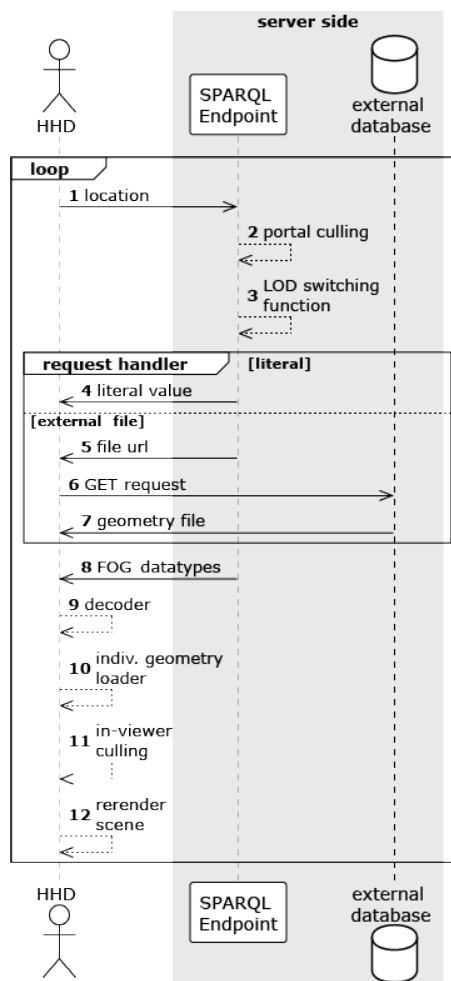 server side
HHD
SPARQL
Endpoint
external
database
loop
1 location
2 portal culling
3 LOD switching
function
request handler [literal]
4 literal value
[external file]
5 file url
6 GET request
7 geometry file
8 FOG datatypes
9 decoder
10 indiv. geometry
loader
11 in-viewer
culling
12 rerender
scene
HHD
SPARQL
Endpoint
external
database